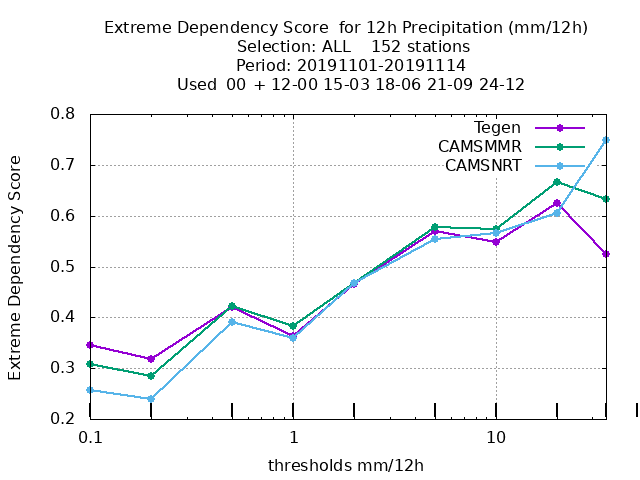 Extreme Dependency Score  for 12h Precipitation (mm/12h)
Selection: ALL    152 stations
Period: 20191101-20191114
Used  00 + 12-00 15-03 18-06 21-09 24-12
Tegen
CAMSMMR
CAMSNRT
Extreme Dependency Score
0.8
0.7
0.6
0.5
0.4
0.3
0.2
0.1
1
10
thresholds mm/12h